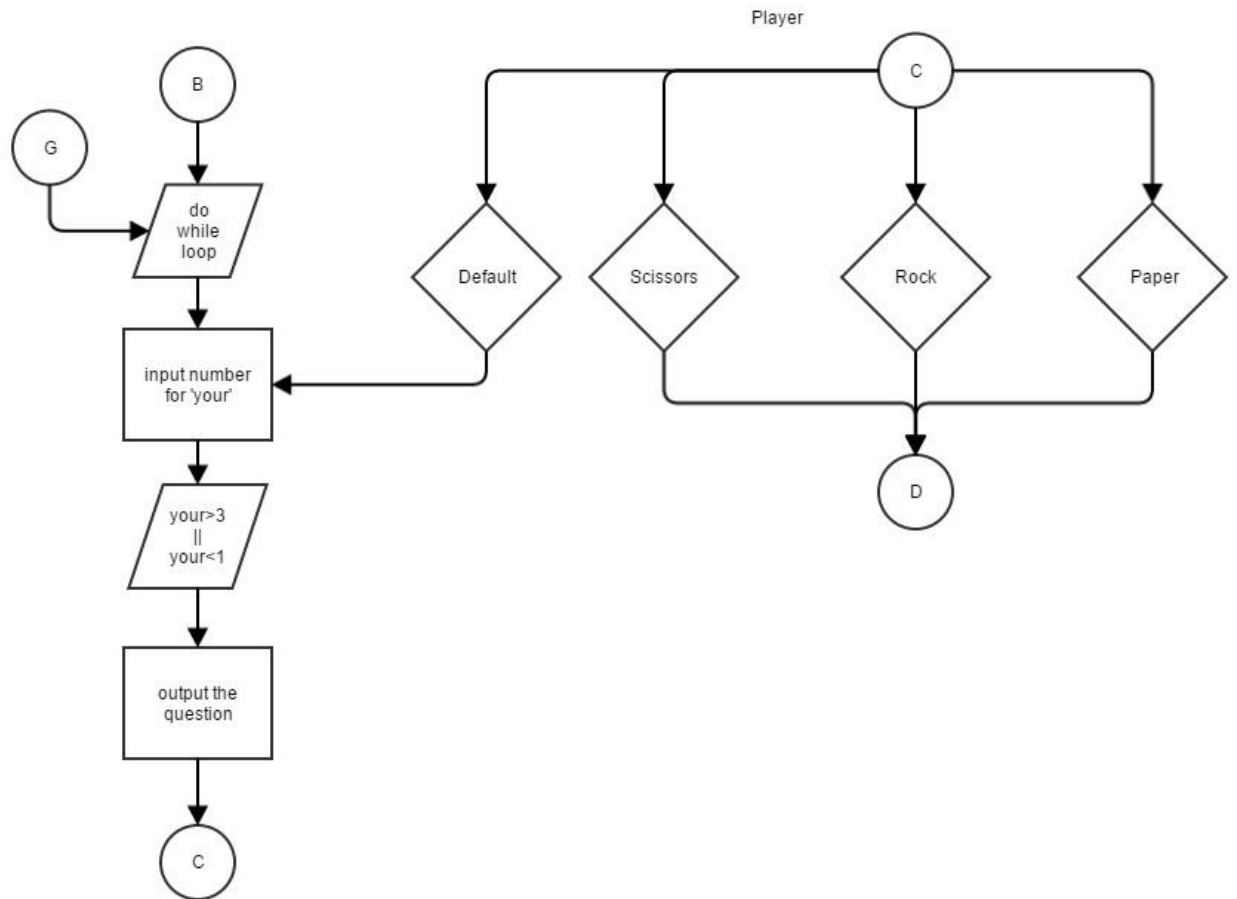 Player
B
C
G
do
while
loop
Default
Scissors
Rock
Paper
input number
for 'your'
D
your>3
||
your<1
output the
question
C